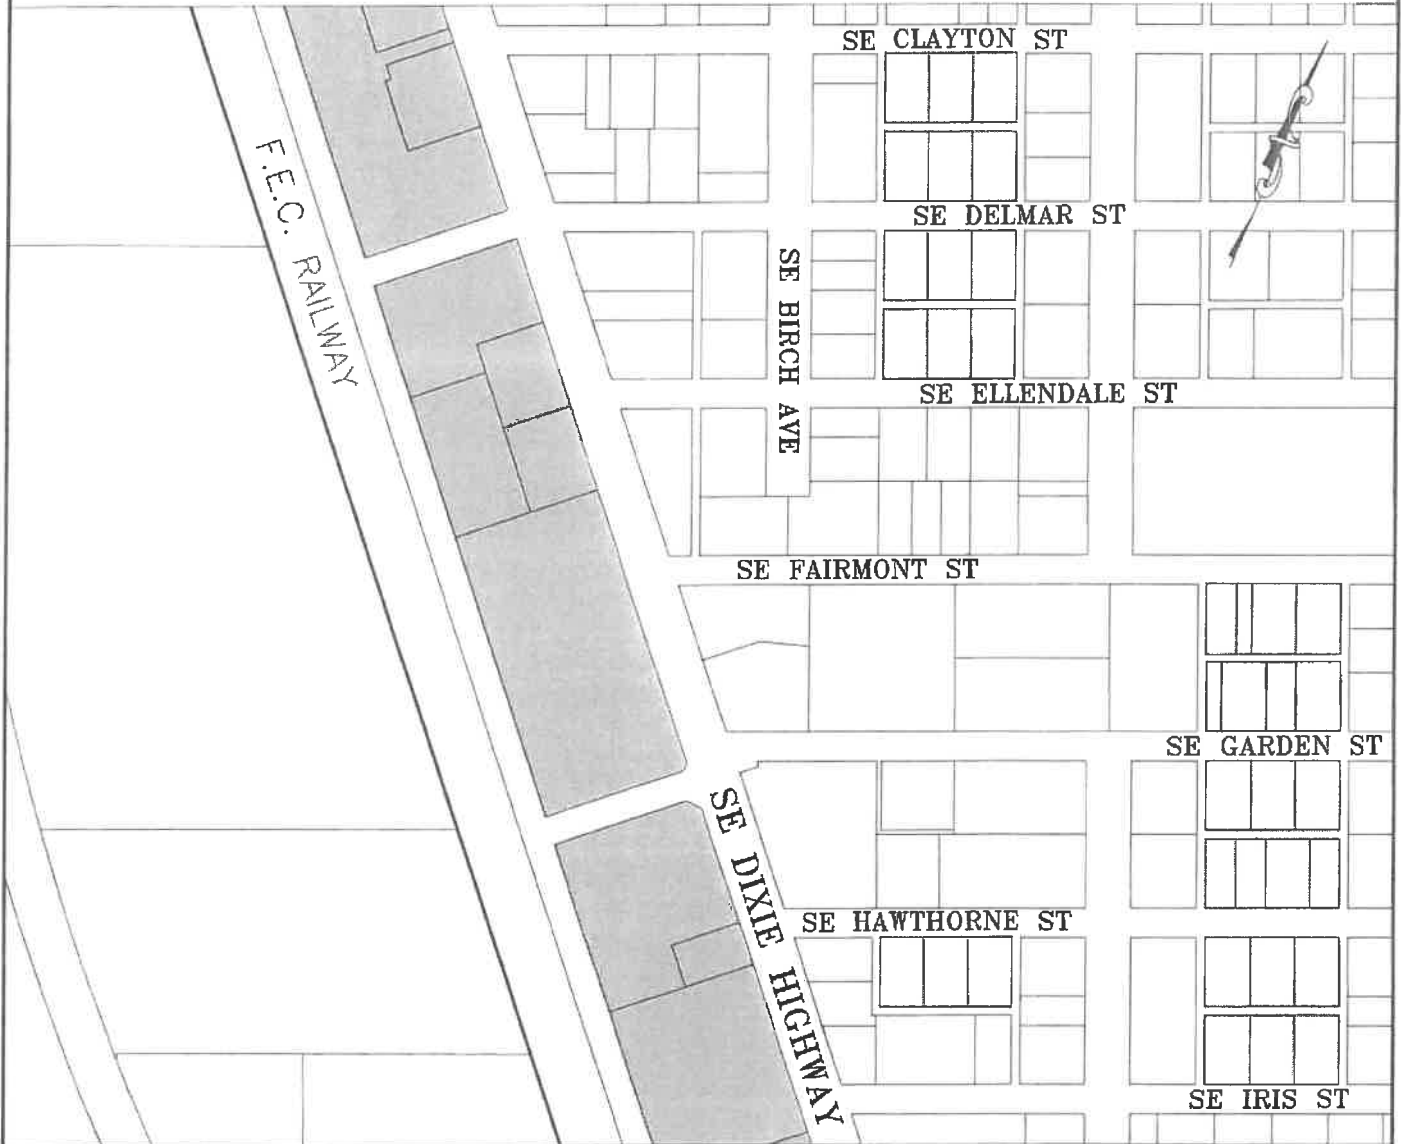 SE CLAYTON ST
F.E.C. RAILWAY
SE DELMAR ST
SE BIRCH AVE
SE ELLENDALE ST
SE FAIRMONT ST
SE GARDEN ST
SE DIXIE HIGHWAY
SE HAWTHORNE ST
SE IRIS ST